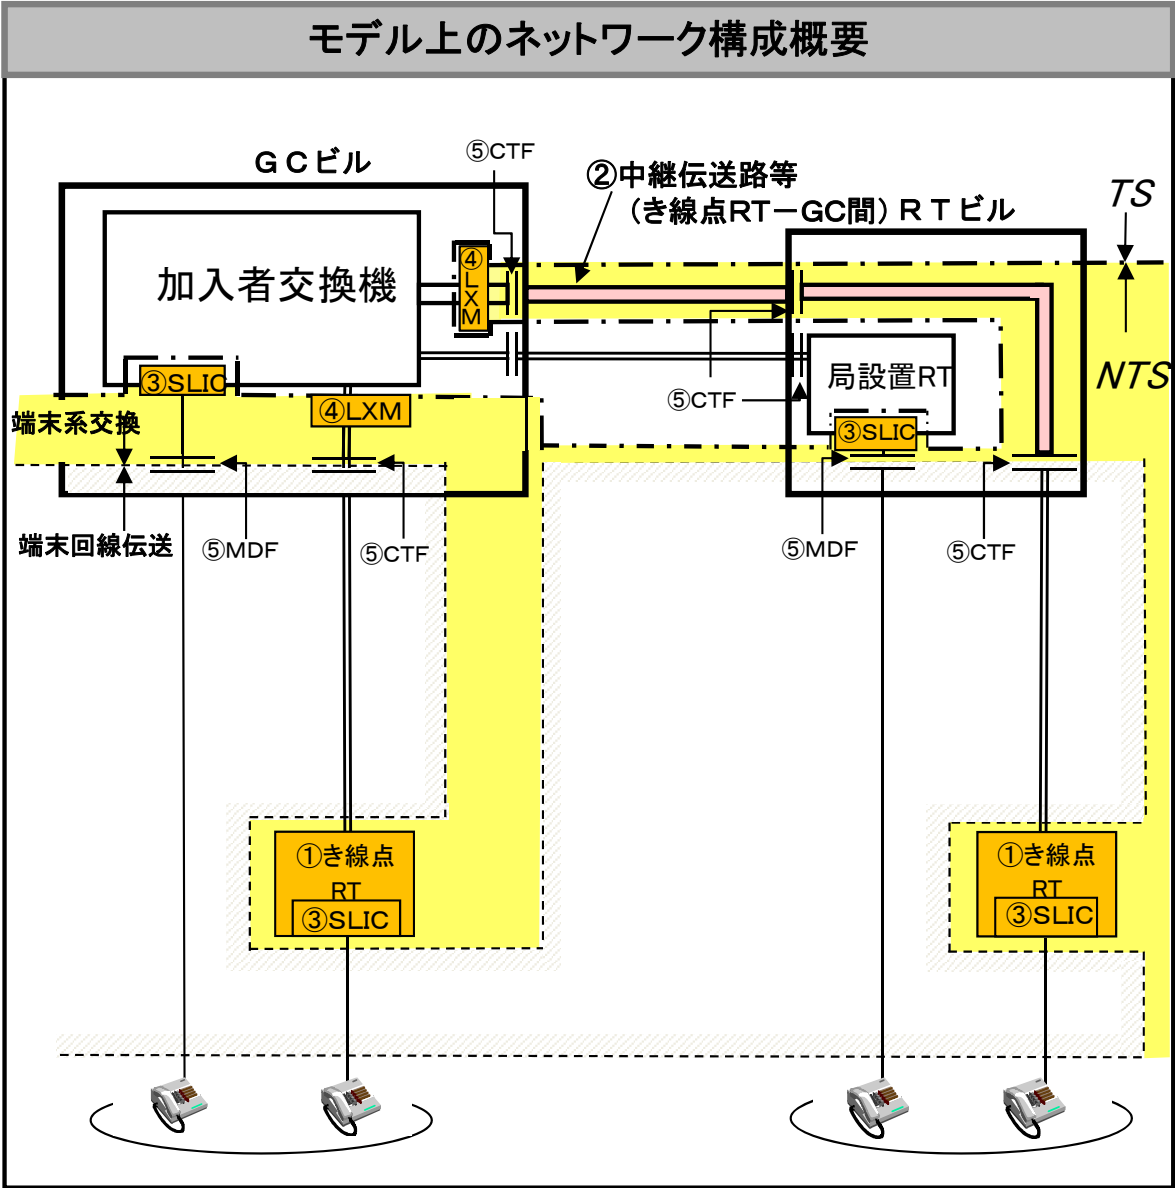 モデル上のネットワーク構成概要
GCビル
⑤CTF
②中継伝送路等
(き線点RT－GC間)
RTビル
TS
加入者交換機
④LXM
NTS
⑤CTF
局設置RT
③SLIC
④LXM
③SLIC
端末系交換
端末回線伝送
⑤MDF
⑤CTF
⑤MDF
⑤CTF
①き線点
RT
③SLIC
①き線点
RT
③SLIC